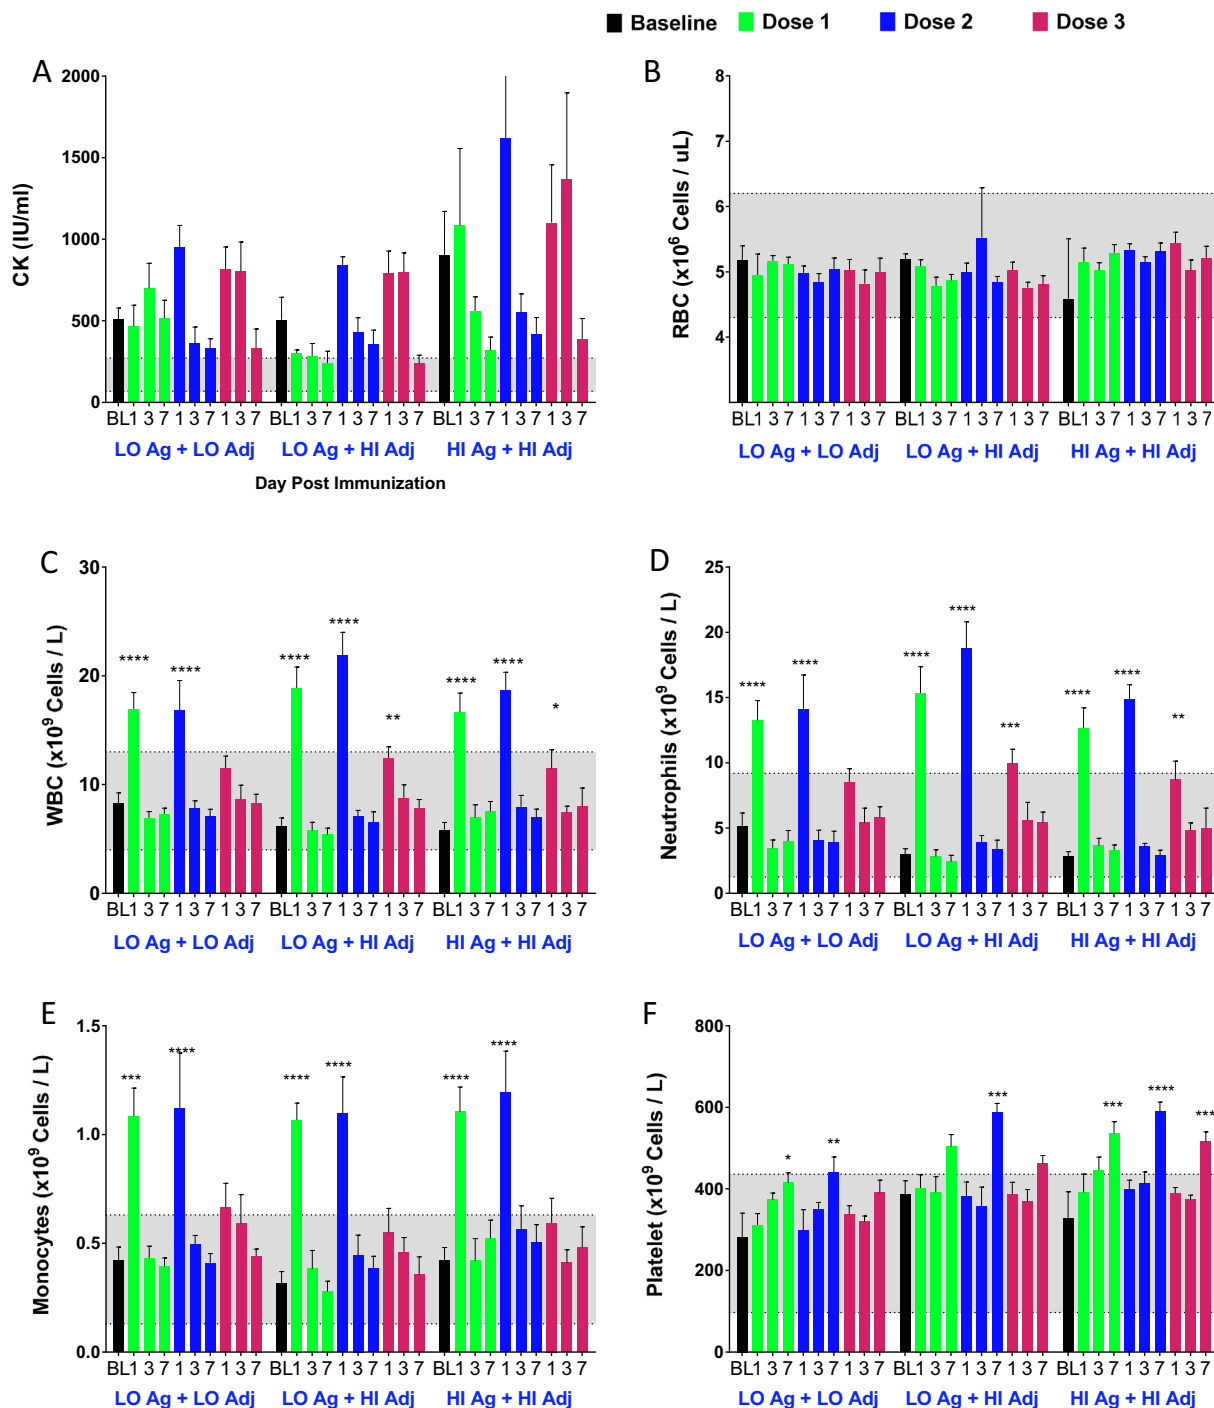 Baseline Dose 1 Dose 2 Dose 3
A
CK (IU/ml)
2000
1500
1000
500
0
BL 1 3 7 1 3 7 1 3 7 BL 1 3 7 1 3 7 1 3 7 BL 1 3 7 1 3 7 1 3 7
LO Ag + LO Adj LO Ag + HI Adj HI Ag + HI Adj
Day Post Immunization
B
RBC (x10⁶ Cells / uL)
8
7
6
5
4
BL 1 3 7 1 3 7 1 3 7 BL 1 3 7 1 3 7 1 3 7 BL 1 3 7 1 3 7 1 3 7
LO Ag + LO Adj LO Ag + HI Adj HI Ag + HI Adj
C
WBC (x10⁹ Cells / L)
30
20
10
0
**** **** **** **** ** **** **** *
BL 1 3 7 1 3 7 1 3 7 BL 1 3 7 1 3 7 1 3 7 BL 1 3 7 1 3 7 1 3 7
LO Ag + LO Adj LO Ag + HI Adj HI Ag + HI Adj
D
Neutrophils (x10⁹ Cells / L)
25
20
15
10
5
0
**** **** **** **** *** **** **** **
BL 1 3 7 1 3 7 1 3 7 BL 1 3 7 1 3 7 1 3 7 BL 1 3 7 1 3 7 1 3 7
LO Ag + LO Adj LO Ag + HI Adj HI Ag + HI Adj
E
Monocytes (x10⁹ Cells / L)
1.5
1.0
0.5
0.0
*** **** **** **** **** ****
BL 1 3 7 1 3 7 1 3 7 BL 1 3 7 1 3 7 1 3 7 BL 1 3 7 1 3 7 1 3 7
LO Ag + LO Adj LO Ag + HI Adj HI Ag + HI Adj
F
Platelet (x10⁹ Cells / L)
800
600
400
200
0
* ** *** *** **** ***
BL 1 3 7 1 3 7 1 3 7 BL 1 3 7 1 3 7 1 3 7 BL 1 3 7 1 3 7 1 3 7
LO Ag + LO Adj LO Ag + HI Adj HI Ag + HI Adj